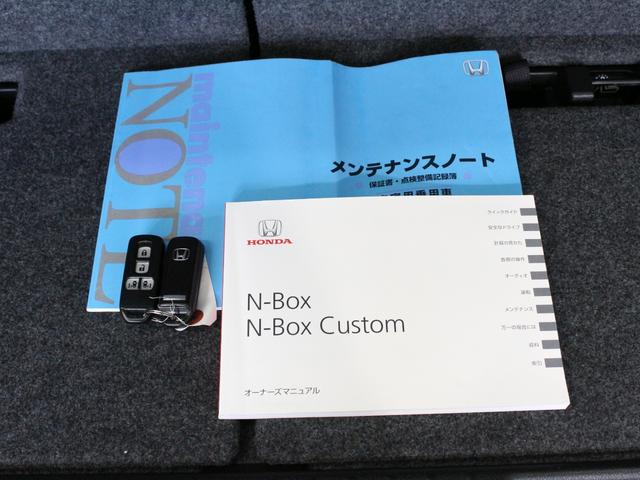 maintenance
NOTE
メンテナンスノート
保証書・点検整備記録簿
HONDA
N-Box
N-Box Custom
オーナーズマニュアル
クイックガイド
安全なドライブ
計器の見かた
各部の操作
オーディオ
運転
メンテナンス
万一の場合には
資料
索引